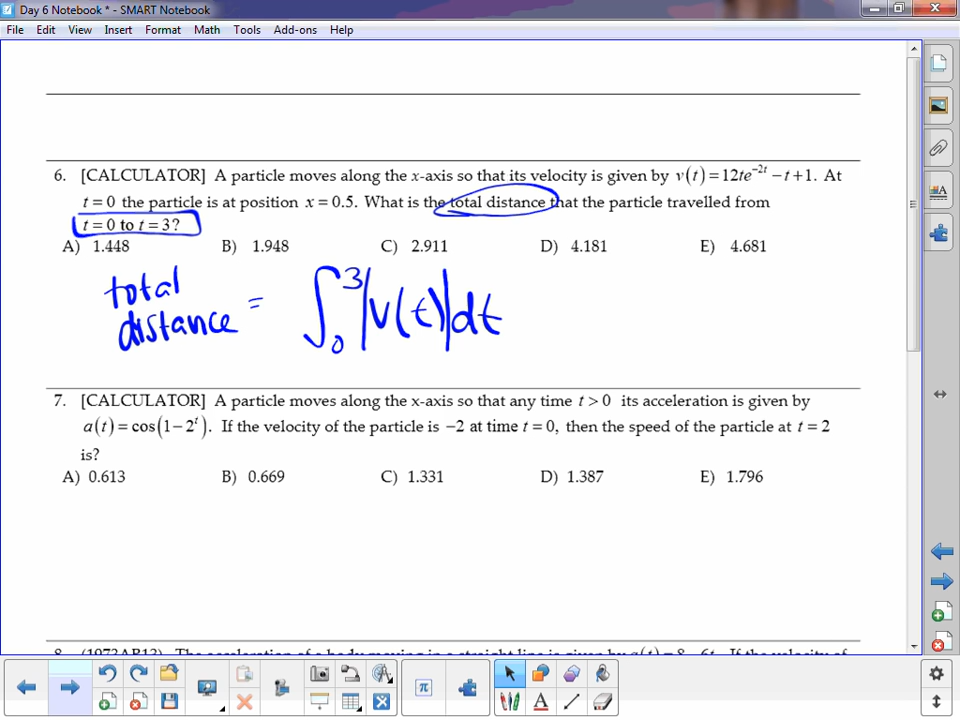 Day 6 Notebook * - SMART Notebook
File Edit View Insert Format Math Tools Add-ons Help
6. [CALCULATOR] A particle moves along the x-axis so that its velocity is given by v(t) = 12te^{-2t} - t + 1. At
t = 0 the particle is at position x = 0.5. What is the total distance that the particle travelled from
t = 0 to t = 3?
A) 1.448 B) 1.948 C) 2.911 D) 4.181 E) 4.681
total distance = ∫_0^3 |v(t)| dt
7. [CALCULATOR] A particle moves along the x-axis so that any time t > 0 its acceleration is given by
a(t) = cos(1 - 2^t). If the velocity of the particle is -2 at time t = 0, then the speed of the particle at t = 2
is?
A) 0.613 B) 0.669 C) 1.331 D) 1.387 E) 1.796